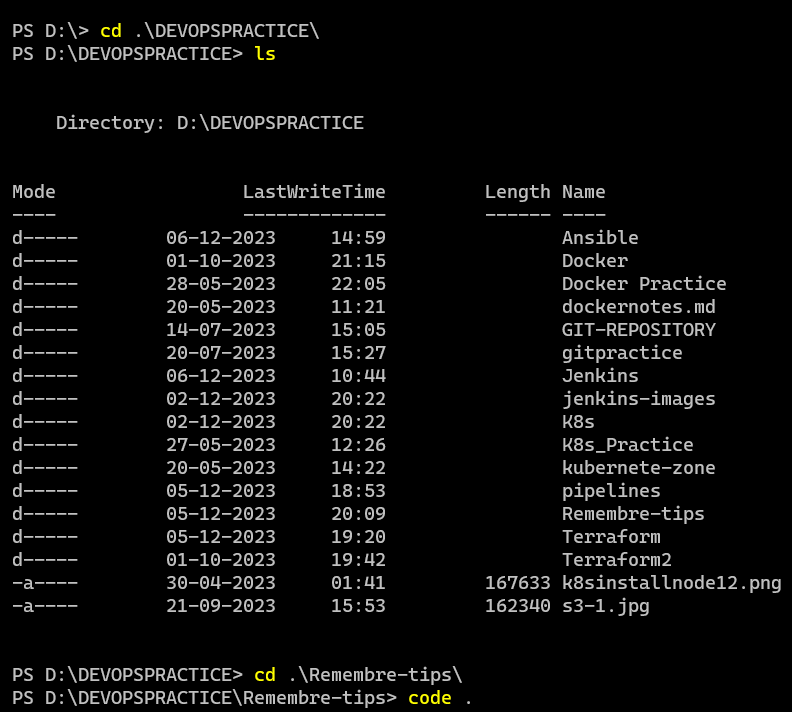 PS D:\> cd .\DEVOPSPRACTICE\
PS D:\DEVOPSPRACTICE> ls
    Directory: D:\DEVOPSPRACTICE
Mode                 LastWriteTime         Length Name
----                 -------------         ------ ----
d-----        06-12-2023     14:59                Ansible
d-----        01-10-2023     21:15                Docker
d-----        28-05-2023     22:05                Docker Practice
d-----        20-05-2023     11:21                dockernotes.md
d-----        14-07-2023     15:05                GIT-REPOSITORY
d-----        20-07-2023     15:27                gitpractice
d-----        06-12-2023     10:44                Jenkins
d-----        02-12-2023     20:22                jenkins-images
d-----        02-12-2023     20:22                K8s
d-----        27-05-2023     12:26                K8s_Practice
d-----        20-05-2023     14:22                kubernete-zone
d-----        05-12-2023     18:53                pipelines
d-----        05-12-2023     20:09                Remembre-tips
d-----        05-12-2023     19:20                Terraform
d-----        01-10-2023     19:42                Terraform2
-a----        30-04-2023     01:41         167633 k8sinstallnode12.png
-a----        21-09-2023     15:53         162340 s3-1.jpg
PS D:\DEVOPSPRACTICE> cd .\Remembre-tips\
PS D:\DEVOPSPRACTICE\Remembre-tips> code .